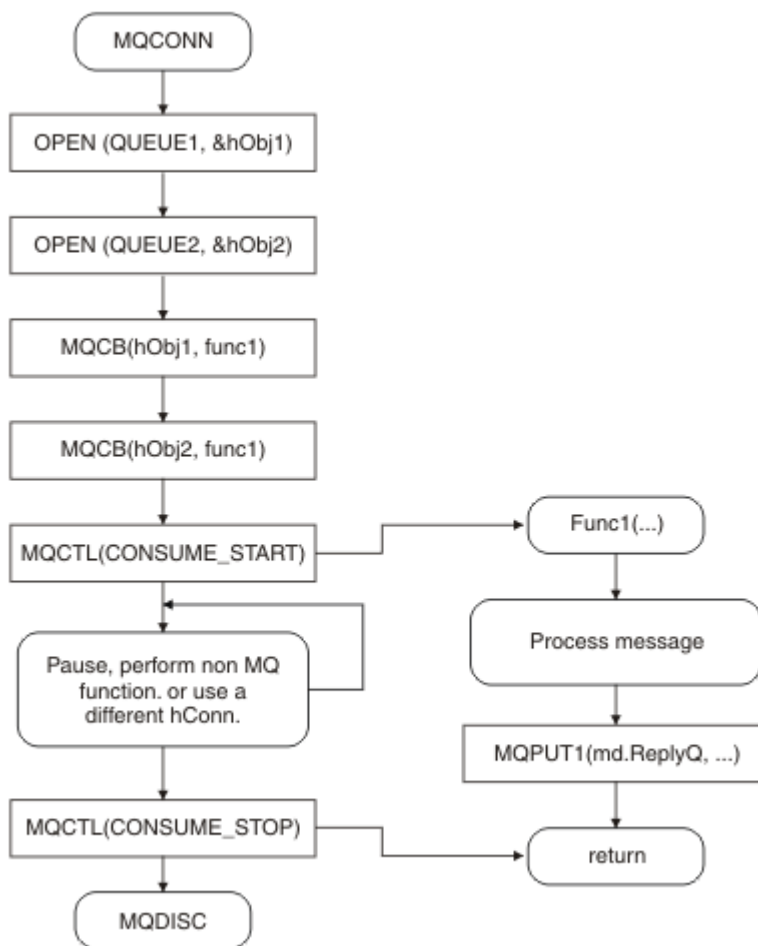 MQCONN
OPEN (QUEUE1, &hObj1)
OPEN (QUEUE2, &hObj2)
MQCB(hObj1, func1)
MQCB(hObj2, func1)
MQCTL(CONSUME_START)
Pause, perform non MQ
function. or use a
different hConn.
MQCTL(CONSUME_STOP)
MQDISC
Func1(...)
Process message
MQPUT1(md.ReplyQ, ...)
return